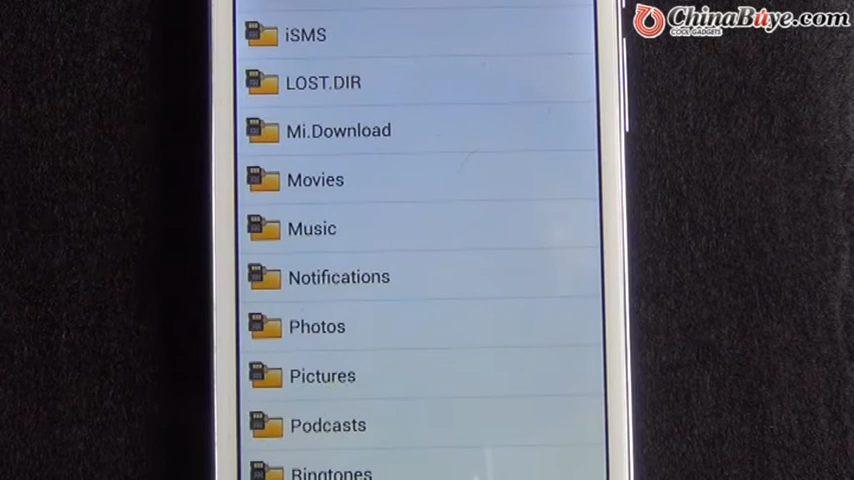 ChinaBuye.com
COOL GADGETS
iSMS
LOST.DIR
Mi.Download
Movies
Music
Notifications
Photos
Pictures
Podcasts
Ringtones